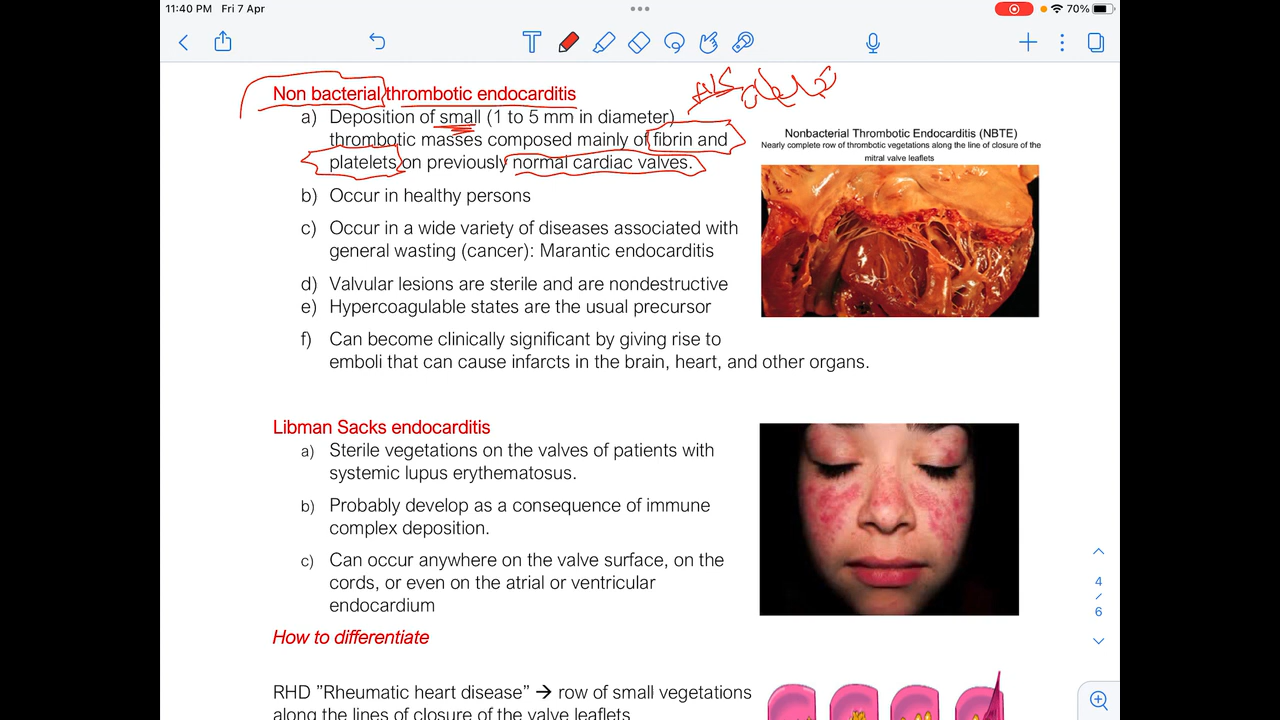 11:40 PM Fri 7 Apr
70%
Non bacterial thrombotic endocarditis
a) Deposition of small (1 to 5 mm in diameter)
thrombotic masses composed mainly of fibrin and
platelets on previously normal cardiac valves.
b) Occur in healthy persons
c) Occur in a wide variety of diseases associated with
general wasting (cancer): Marantic endocarditis
d) Valvular lesions are sterile and are nondestructive
e) Hypercoagulable states are the usual precursor
f) Can become clinically significant by giving rise to
emboli that can cause infarcts in the brain, heart, and other organs.
Nonbacterial Thrombotic Endocarditis (NBTE)
Nearly complete row of thrombotic vegetations along the line of closure of the
mitral valve leaflets
Libman Sacks endocarditis
a) Sterile vegetations on the valves of patients with
systemic lupus erythematosus.
b) Probably develop as a consequence of immune
complex deposition.
c) Can occur anywhere on the valve surface, on the
cords, or even on the atrial or ventricular
endocardium
4
/
6
How to differentiate
RHD "Rheumatic heart disease" → row of small vegetations
along the lines of closure of the valve leaflets